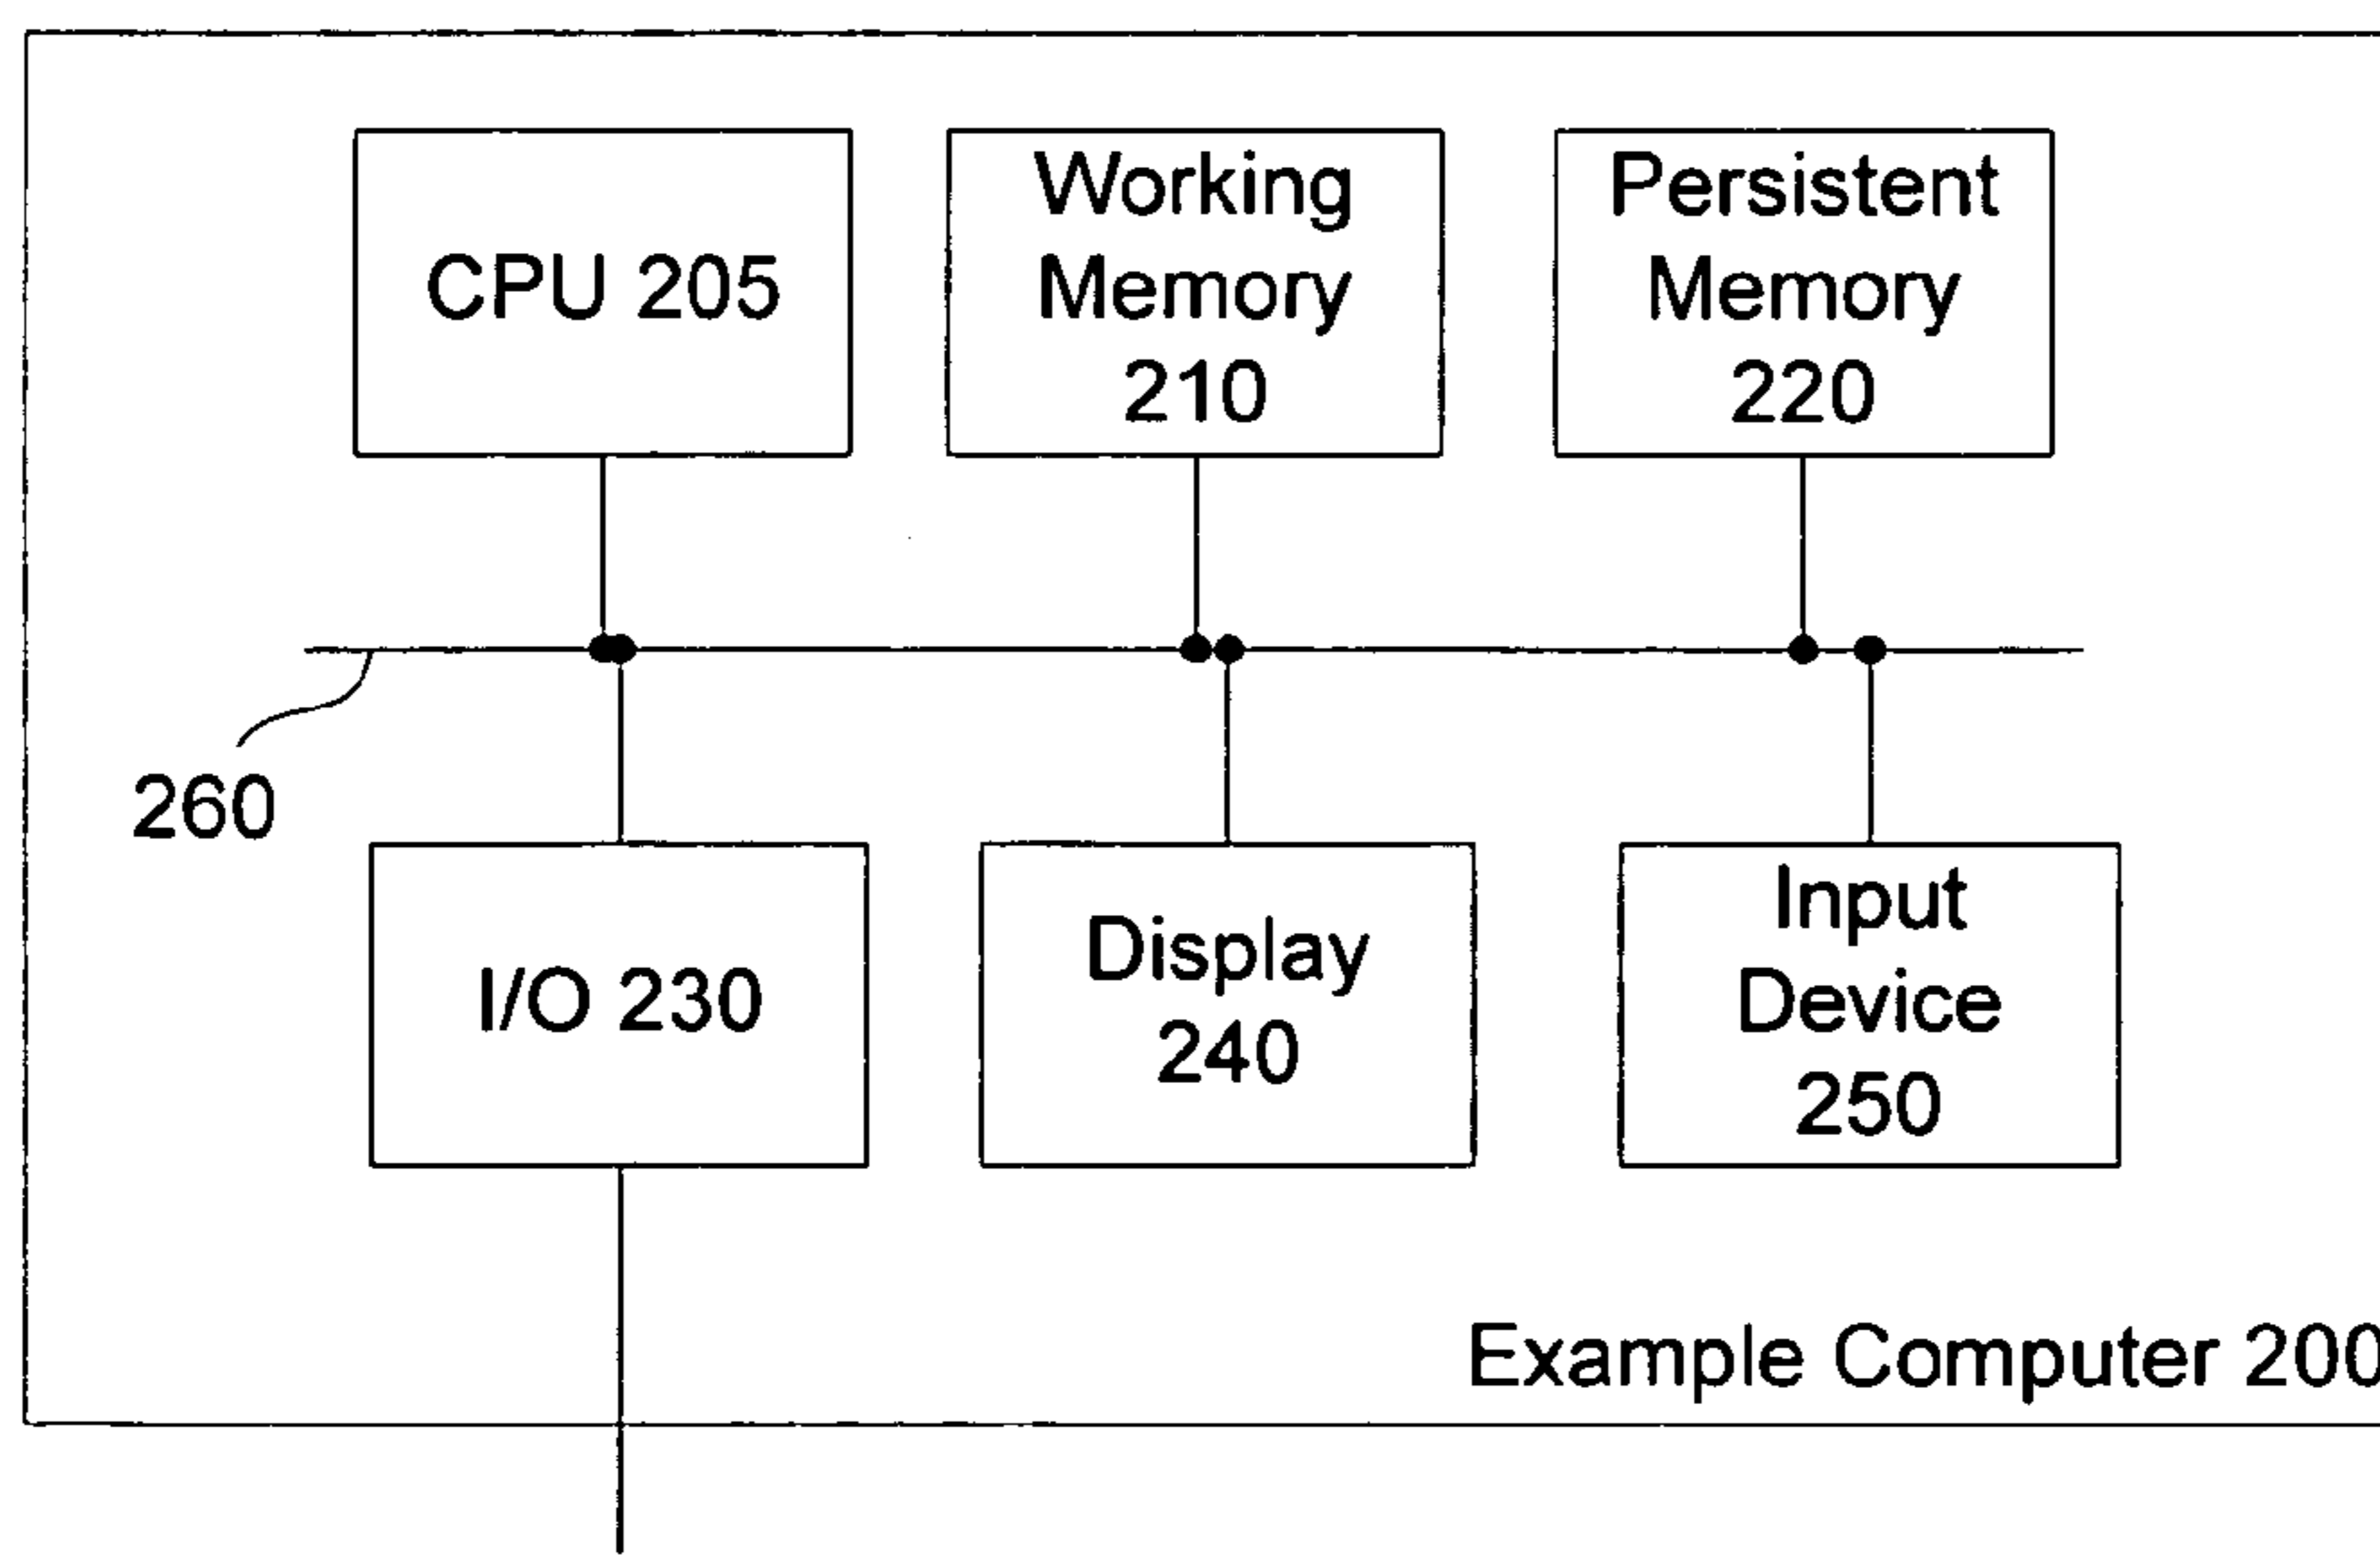 CPU 205
Working
Memory
210
Persistent
Memory
220
260
I/O 230
Display
240
Input
Device
250
Example Computer 200